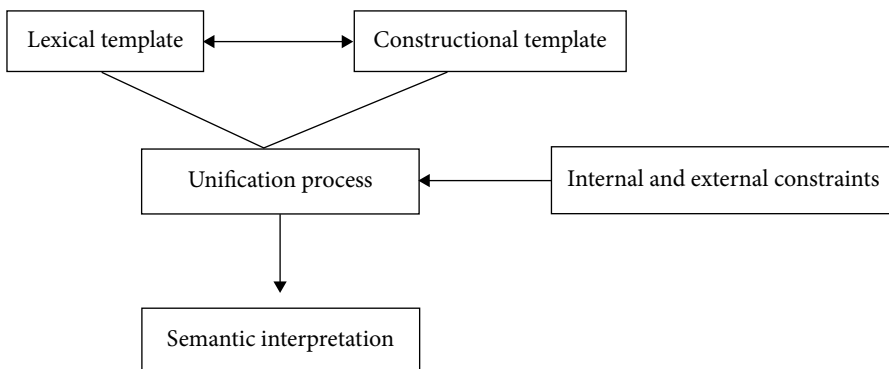 Lexical template
Constructional template
Unification process
Internal and external constraints
Semantic interpretation